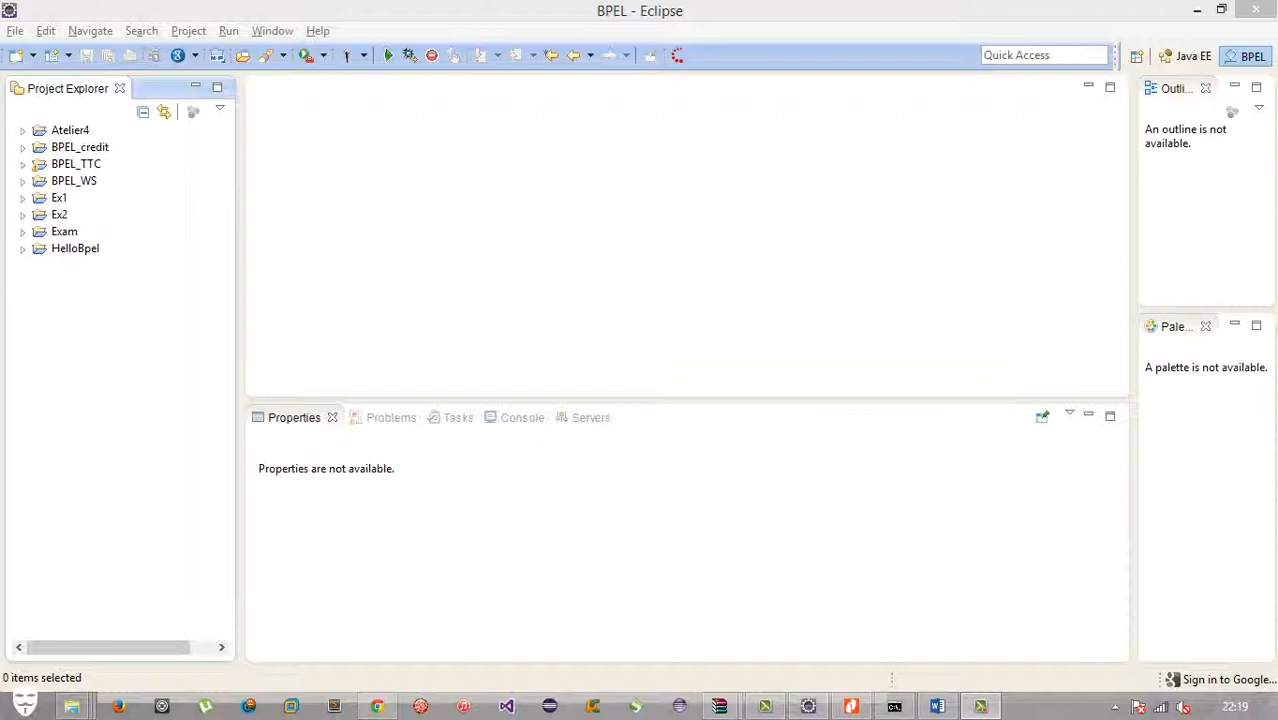 BPEL - Eclipse
File Edit Navigate Search Project Run Window Help
Quick Access
Java EE
BPEL
Project Explorer
Atelier4
BPEL_credit
BPEL_TTC
BPEL_WS
Ex1
Ex2
Exam
HelloBpel
Outli...
An outline is not
available.
Pale...
A palette is not available.
Properties Problems Tasks Console Servers
Properties are not available.
0 items selected
Sign in to Google...
22:19